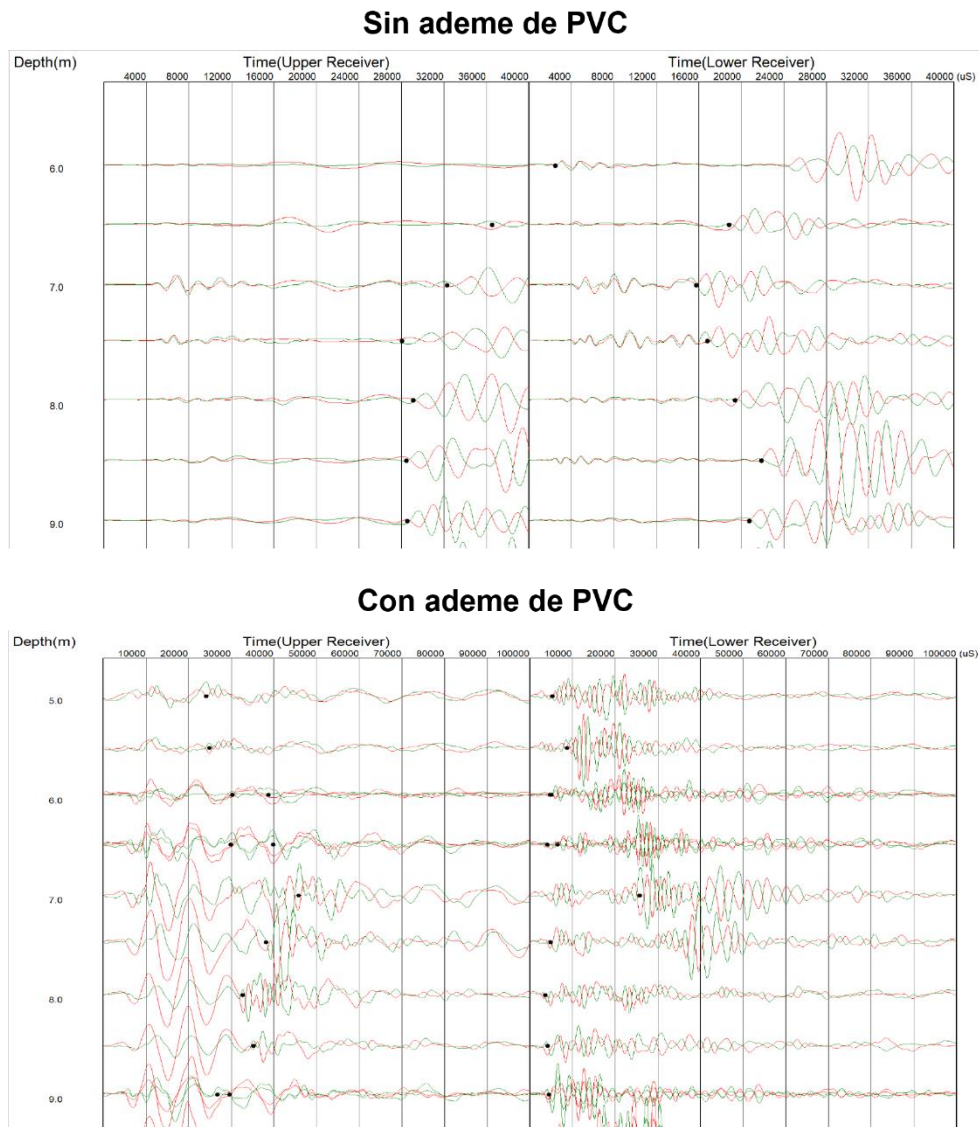 Sin ademe de PVC
Depth(m) Time(Upper Receiver) Time(Lower Receiver)
4000 8000 12000 16000 20000 24000 28000 32000 36000 40000 4000 8000 12000 16000 20000 24000 28000 32000 36000 40000 (uS)
6.0
7.0
8.0
9.0
Con ademe de PVC
Depth(m) Time(Upper Receiver) Time(Lower Receiver)
10000 20000 30000 40000 50000 60000 70000 80000 90000 100000 10000 20000 30000 40000 50000 60000 70000 80000 90000 100000 (uS)
5.0
6.0
7.0
8.0
9.0